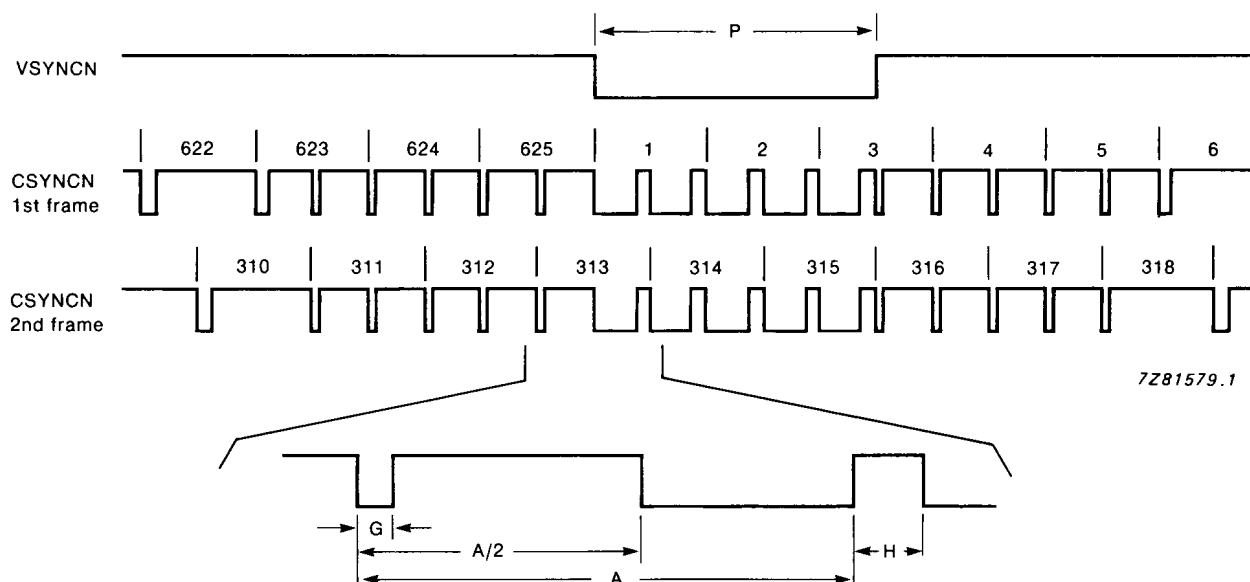 P
VSYNCN
622 623 624 625 1 2 3 4 5 6
CSYNCN
1st frame
310 311 312 313 314 315 316 317 318
CSYNCN
2nd frame
7Z81579.1
G
A/2
H
A